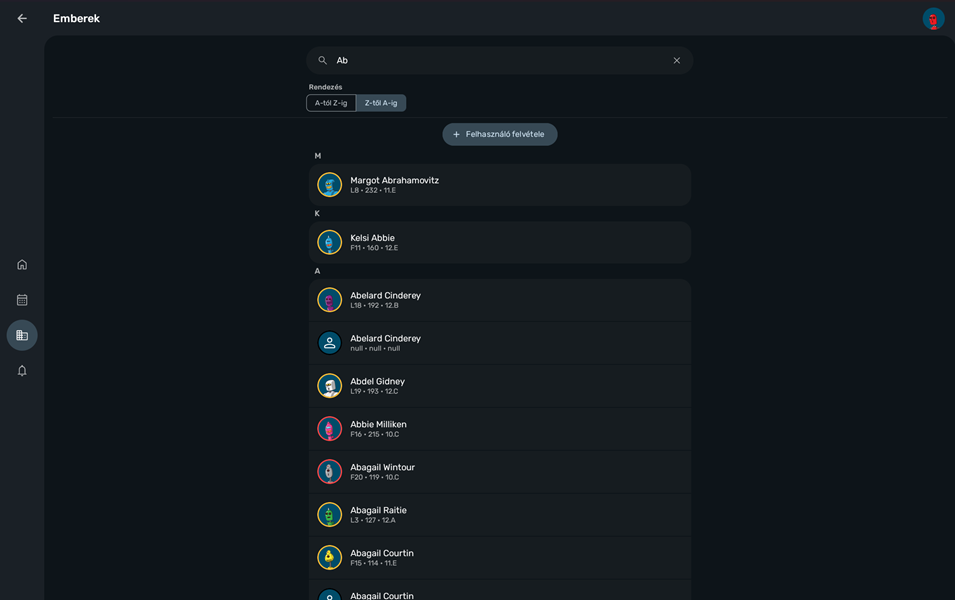 Emberek
Ab
Rendezés
A-tól Z-ig
Z-től A-ig
+ Felhasználó felvétele
M
Margot Abrahamovitz
L8 • 232 • 11.E
K
Kelsi Abbie
F11 • 160 • 12.E
A
Abelard Cinderey
L18 • 192 • 12.B
Abelard Cinderey
null • null • null
Abdel Gidney
L19 • 193 • 12.C
Abbie Milliken
F16 • 215 • 10.C
Abagail Wintour
F20 • 119 • 10.C
Abagail Raitie
L3 • 127 • 12.A
Abagail Courtin
F15 • 114 • 11.E
Abagail Courtin